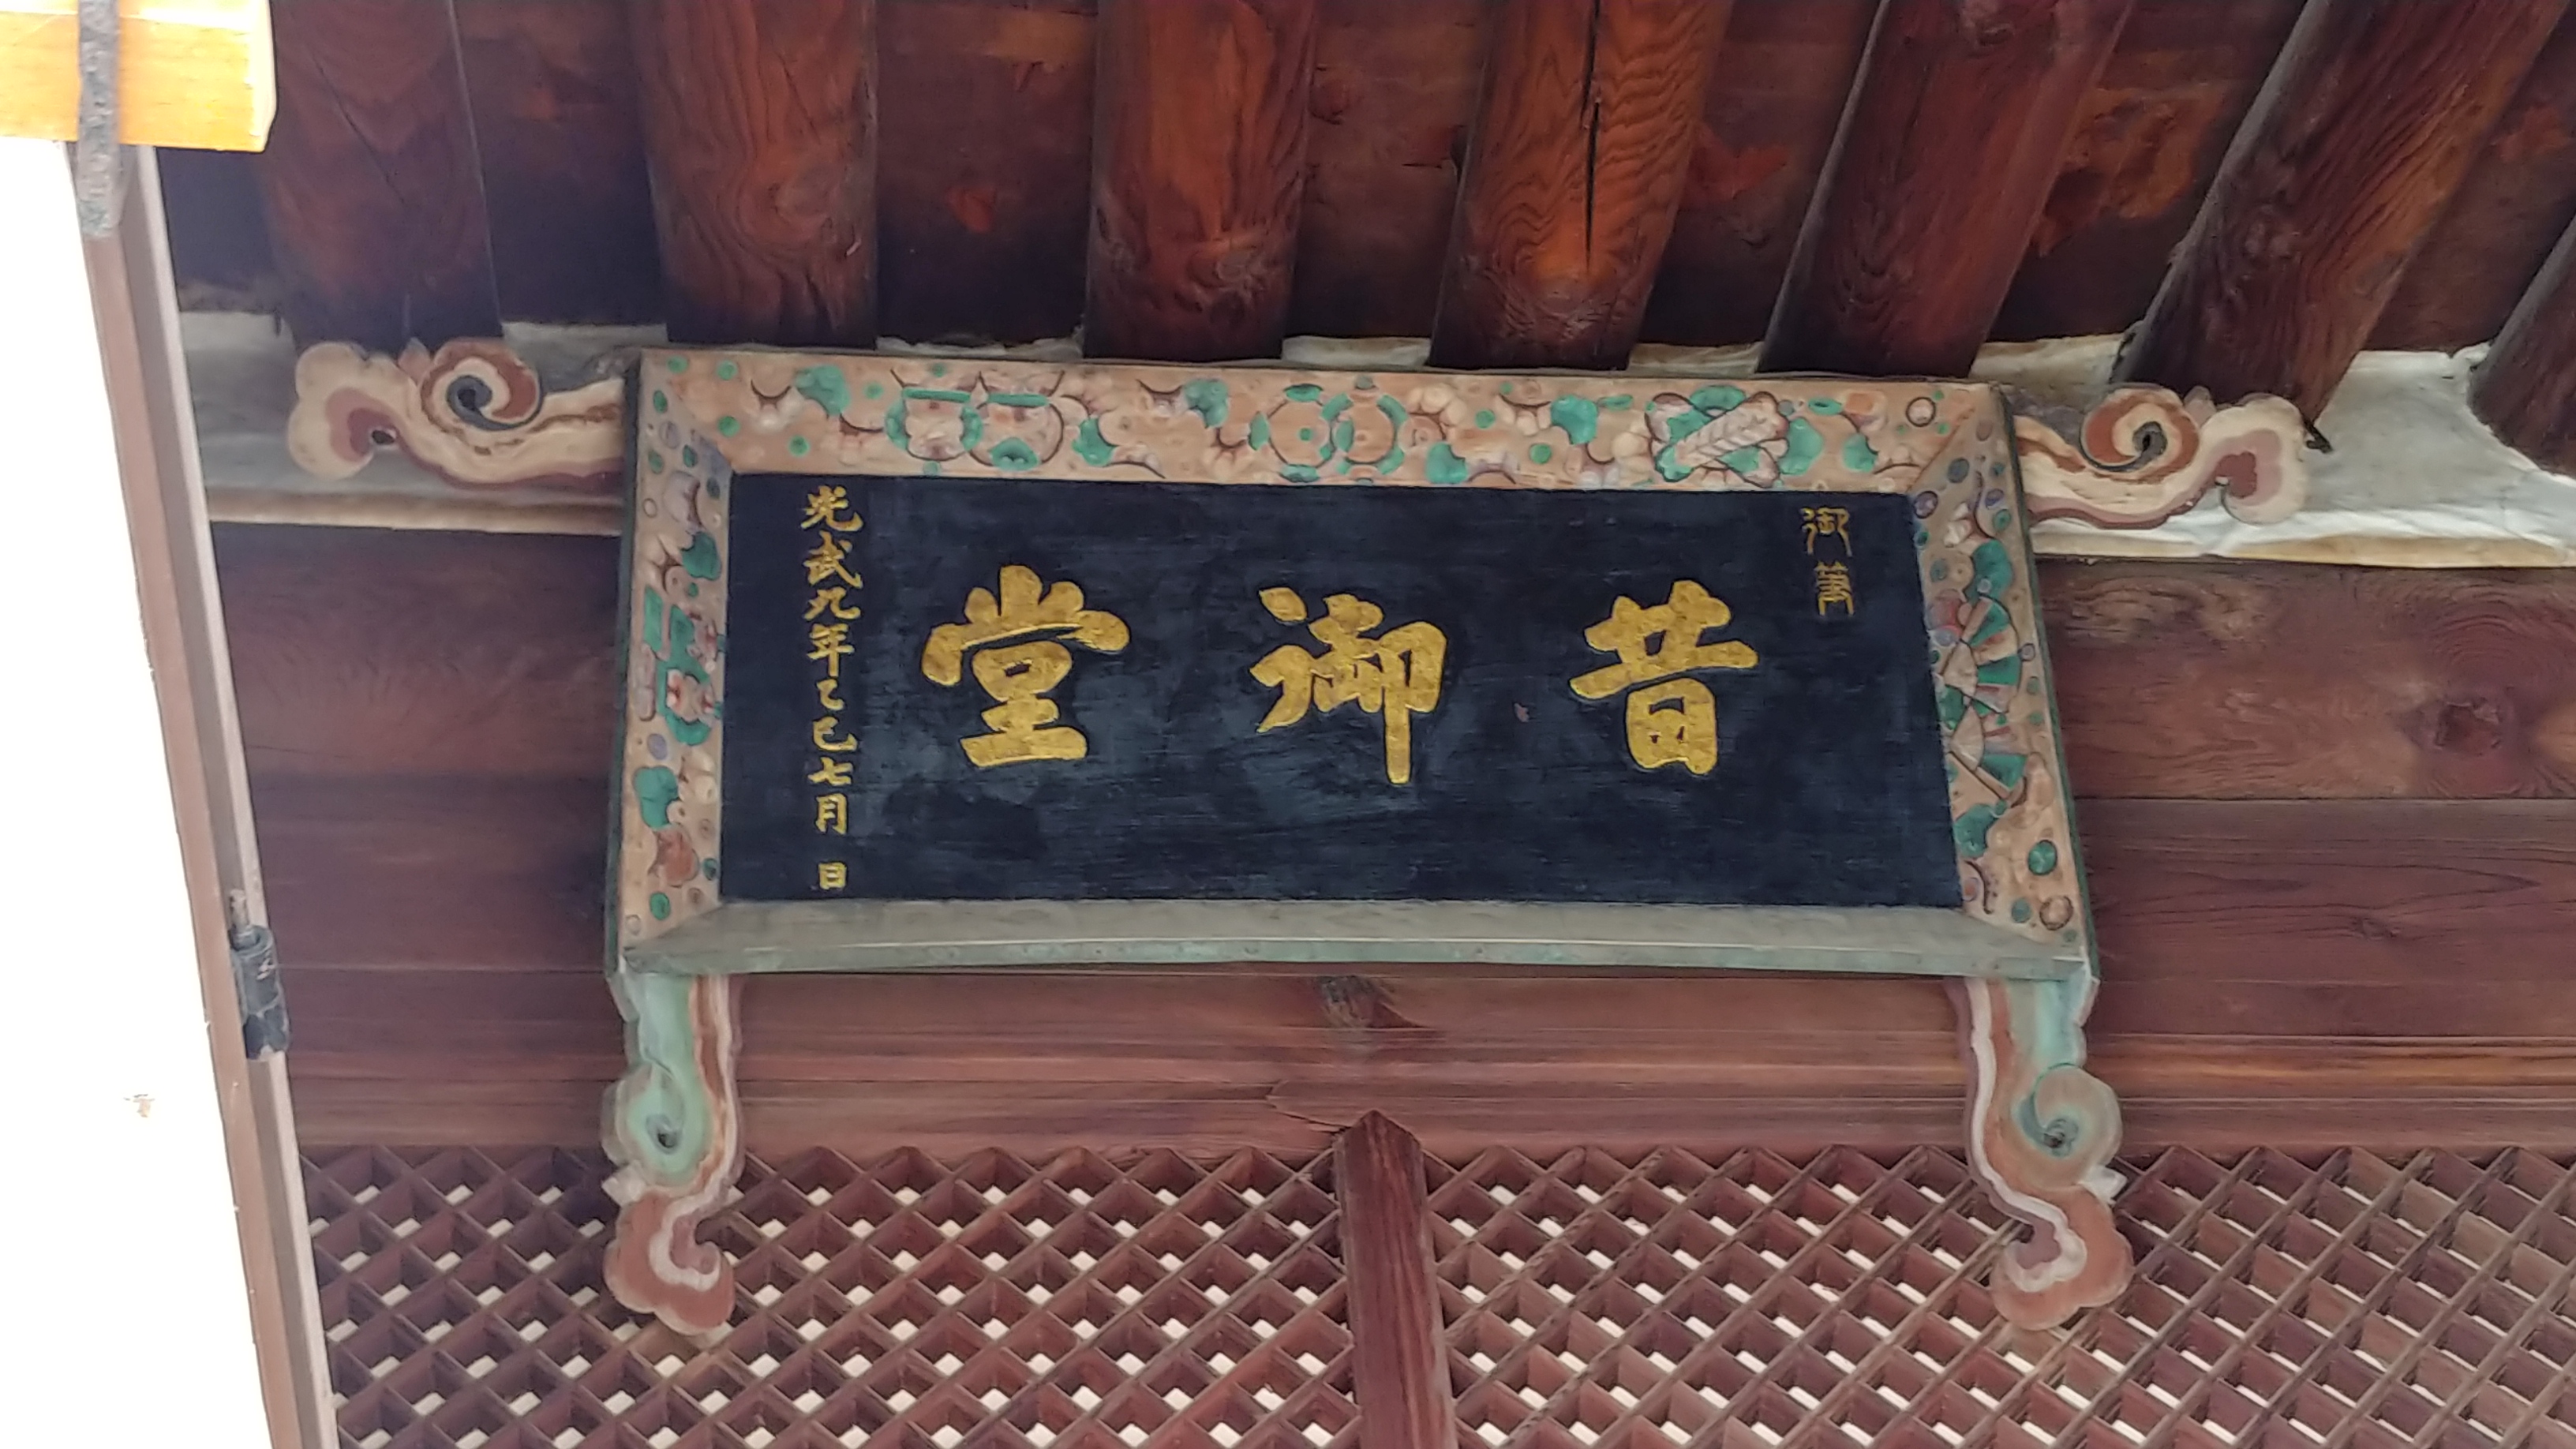 御筆
昔御堂
光武九年乙巳七月 日